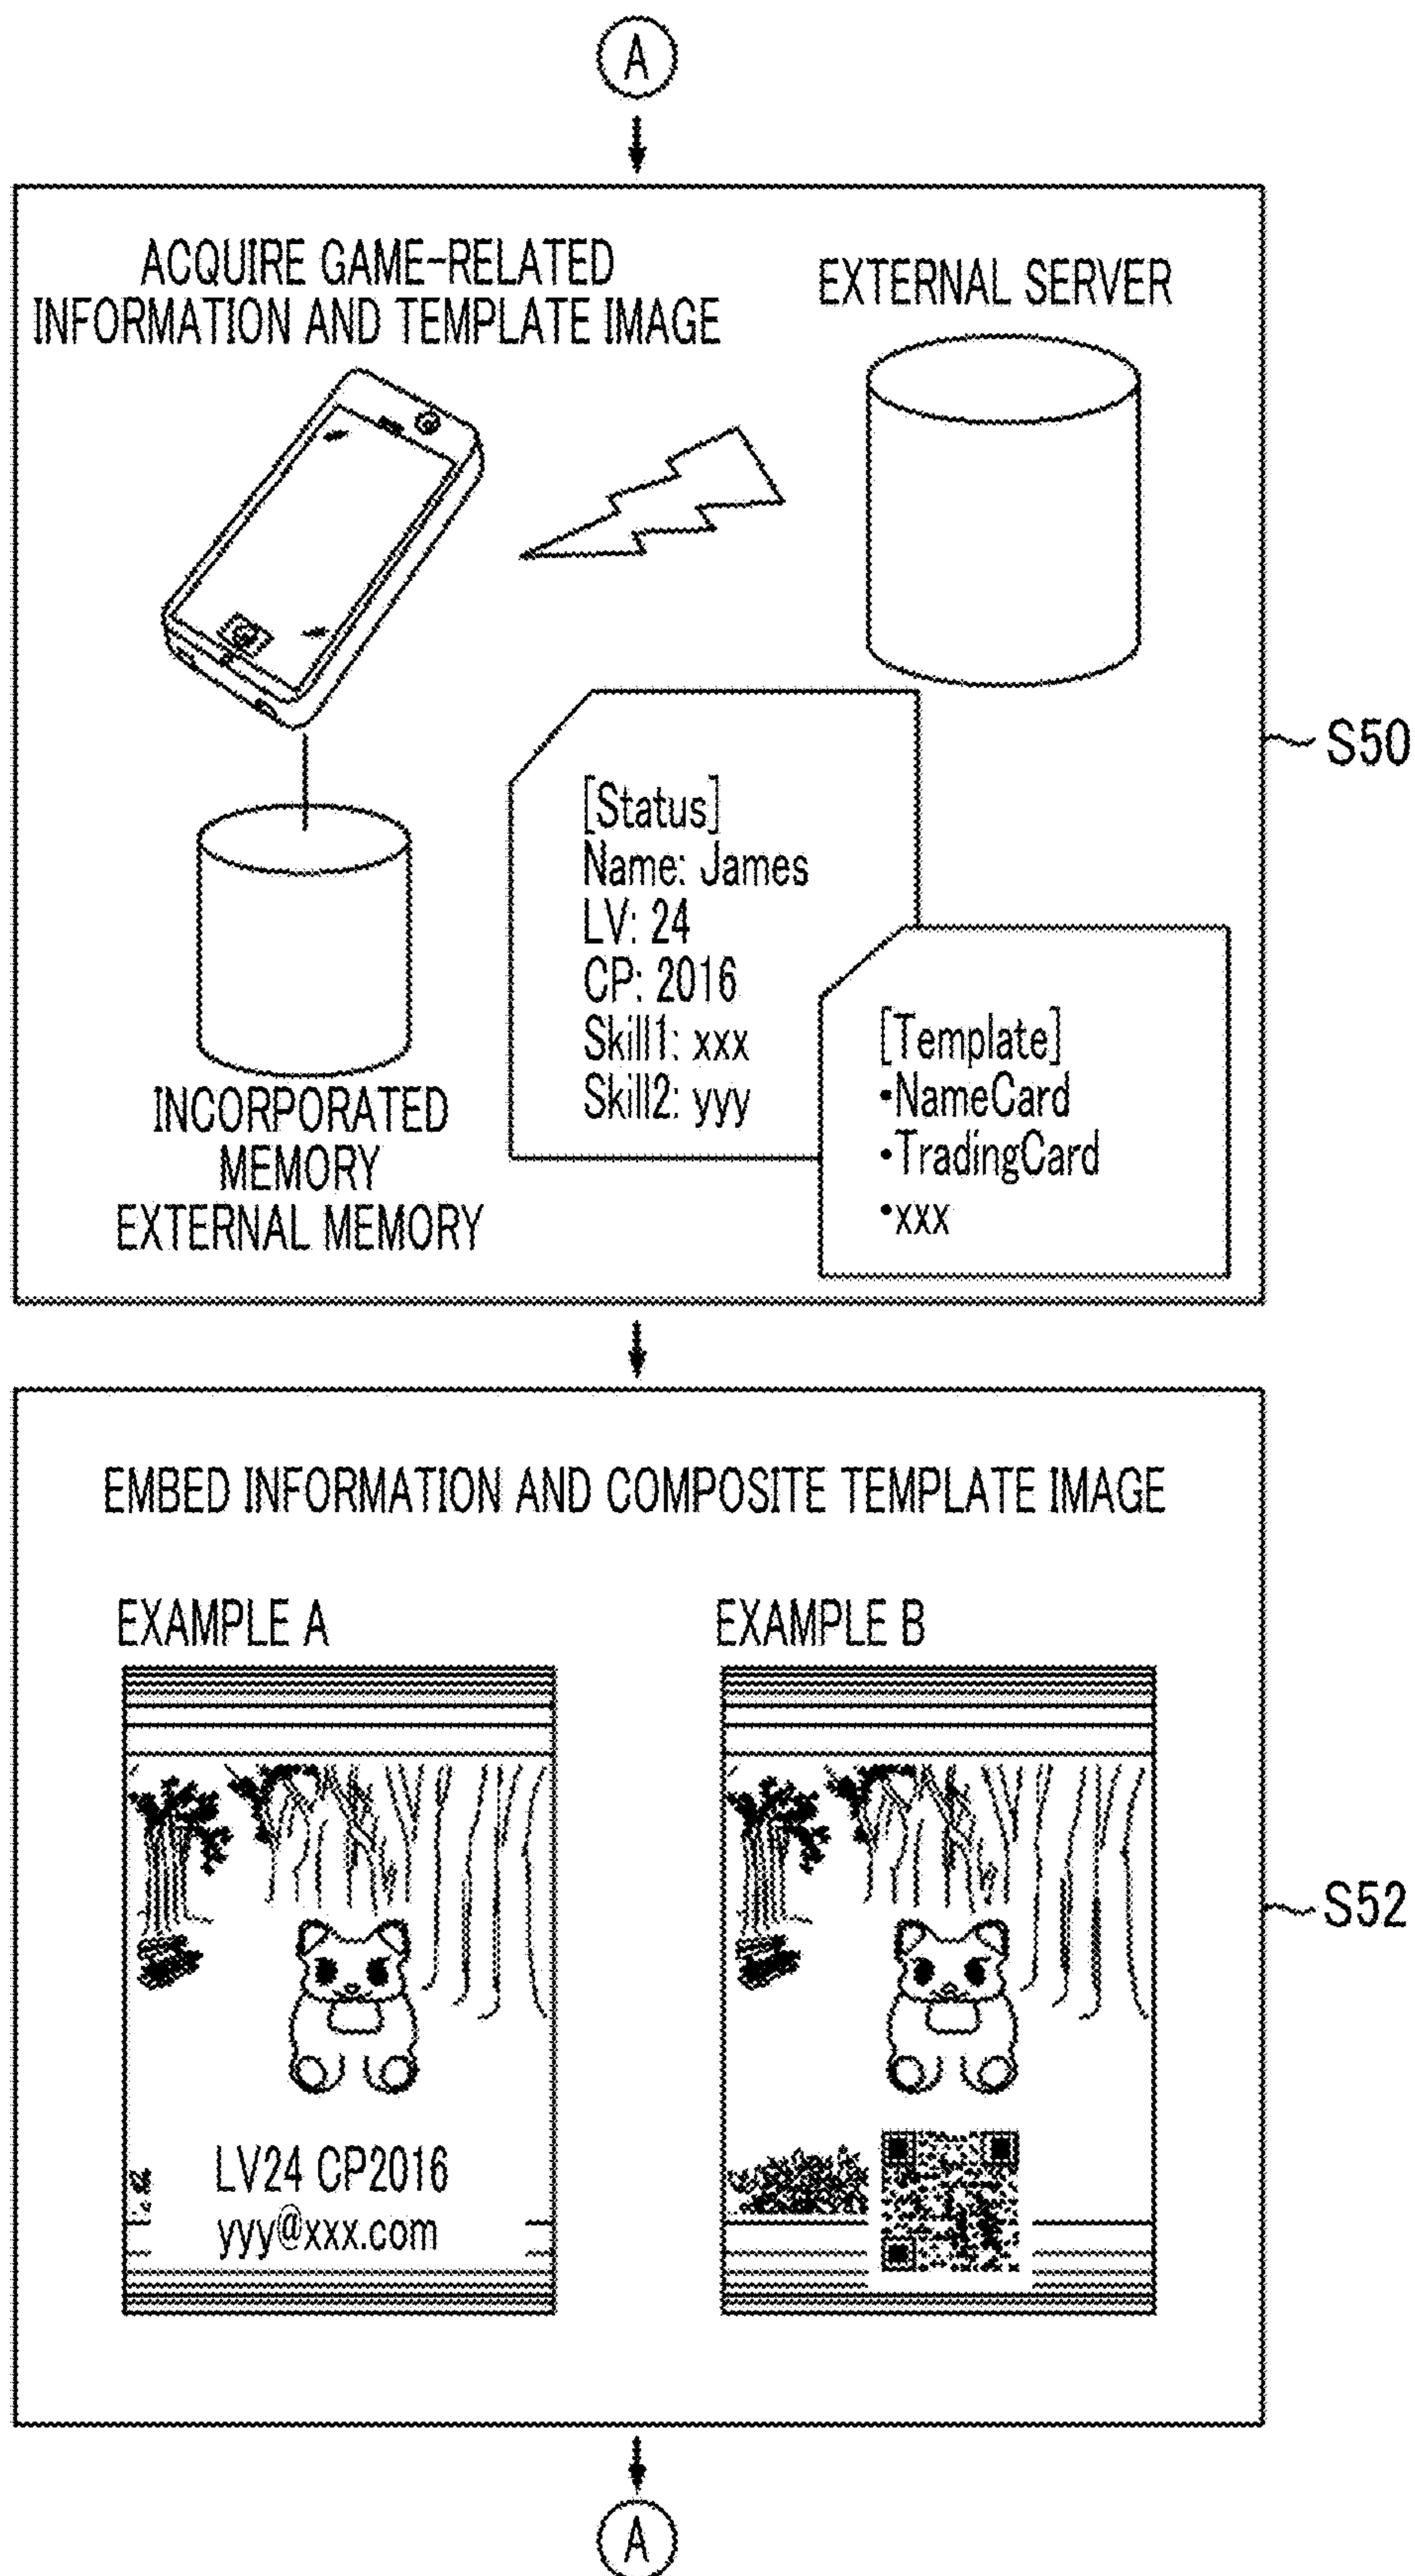 A
ACQUIRE GAME-RELATED
INFORMATION AND TEMPLATE IMAGE
EXTERNAL SERVER
[Status]
Name: James
LV: 24
CP: 2016
Skill1: xxx
Skill2: yyy
[Template]
•NameCard
•TradingCard
•xxx
INCORPORATED
MEMORY
EXTERNAL MEMORY
S50
EMBED INFORMATION AND COMPOSITE TEMPLATE IMAGE
EXAMPLE A
EXAMPLE B
LV24 CP2016
yyy@xxx.com
S52
A